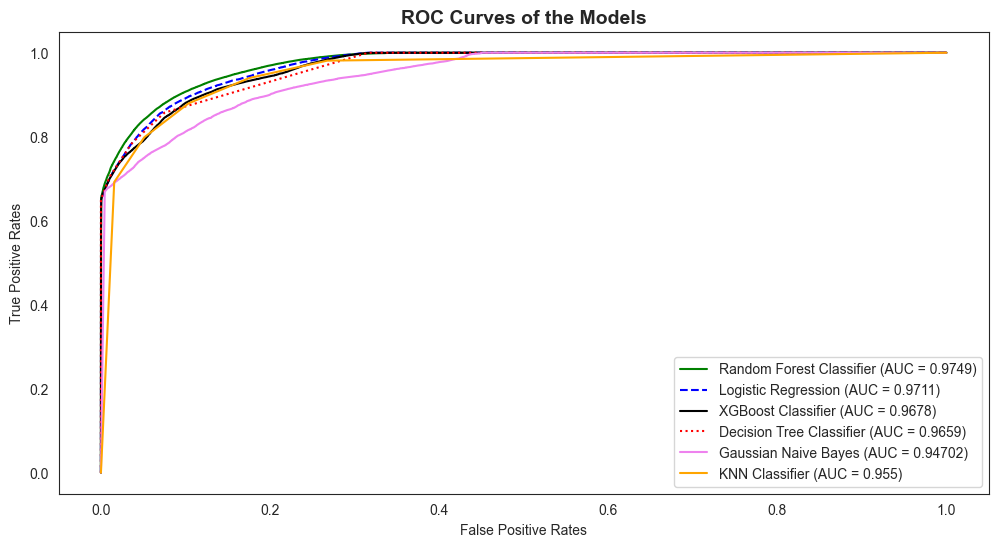 ROC Curves of the Models
True Positive Rates
1.0
0.8
0.6
0.4
0.2
0.0
Random Forest Classifier (AUC = 0.9749)
Logistic Regression (AUC = 0.9711)
XGBoost Classifier (AUC = 0.9678)
Decision Tree Classifier (AUC = 0.9659)
Gaussian Naive Bayes (AUC = 0.94702)
KNN Classifier (AUC = 0.955)
0.0 0.2 0.4 0.6 0.8 1.0
False Positive Rates